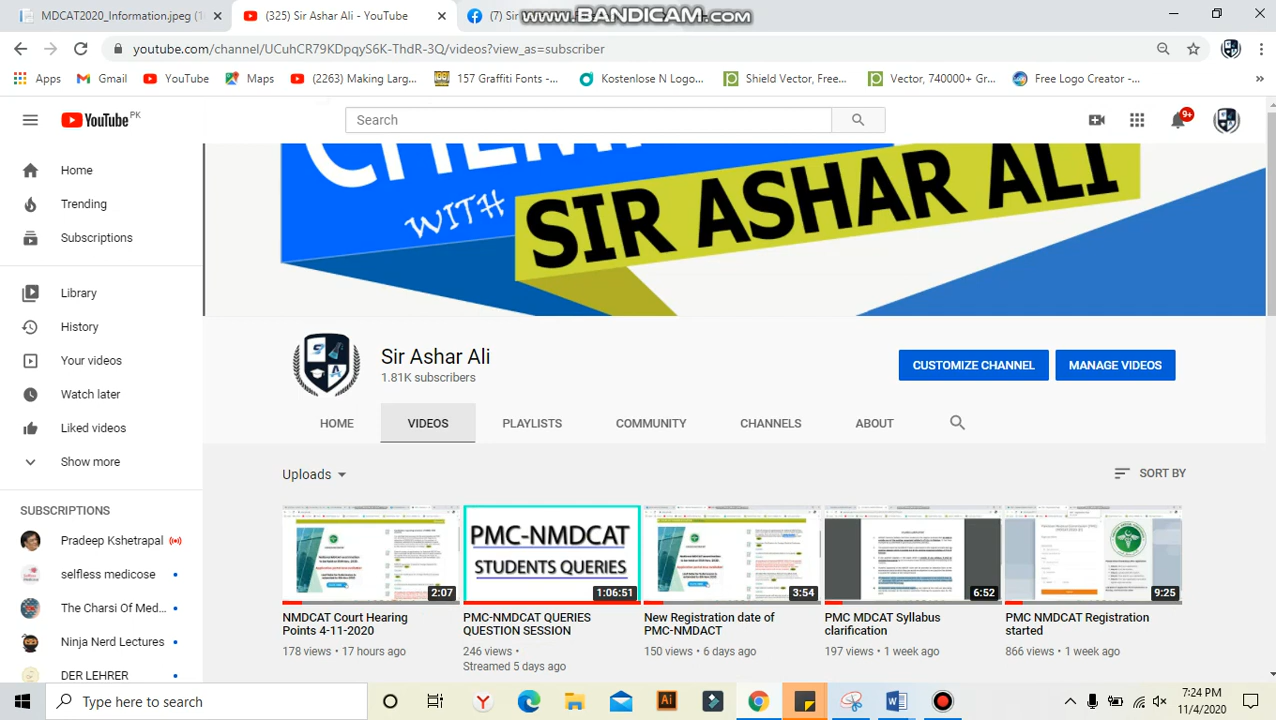 MDCAT2020_Information.jpeg (1
(325) Sir Ashar Ali - YouTube
(7) Sir
www.BANDICAM.com
youtube.com/channel/UCuhCR79KDpqyS6K-ThdR-3Q/videos?view_as=subscriber
Apps
Gmail
YouTube
Maps
(2263) Making Larg...
157 Graffiti Fonts -...
Kostenlose N Logo...
Shield Vector, Free...
Vector, 740000+ Gr...
Free Logo Creator -...
YouTube PK
Search
9+
WITH
SIR ASHAR ALI
Home
Trending
Subscriptions
Library
History
Your videos
Watch later
Liked videos
Show more
SUBSCRIPTIONS
Pradeep Kshetrapal
selfless medicose
The Charsi Of Med...
Ninja Nerd Lectures
DER LEHRER
Sir Ashar Ali
1.81K subscribers
CUSTOMIZE CHANNEL
MANAGE VIDEOS
HOME
VIDEOS
PLAYLISTS
COMMUNITY
CHANNELS
ABOUT
Uploads
SORT BY
2:07
PMC-NMDCAT
STUDENTS QUERIES
1:06:51
3:54
6:52
9:25
NMDCAT Court Hearing
Points 4-11-2020
178 views • 17 hours ago
PMC-NMDCAT QUERIES
QUESTION SESSION
246 views •
Streamed 5 days ago
New Registration date of
PMC-NMDACT
150 views • 6 days ago
PMC MDCAT Syllabus
clarification
197 views • 1 week ago
PMC NMDCAT Registration
started
866 views • 1 week ago
Type here to search
7:24 PM
11/4/2020